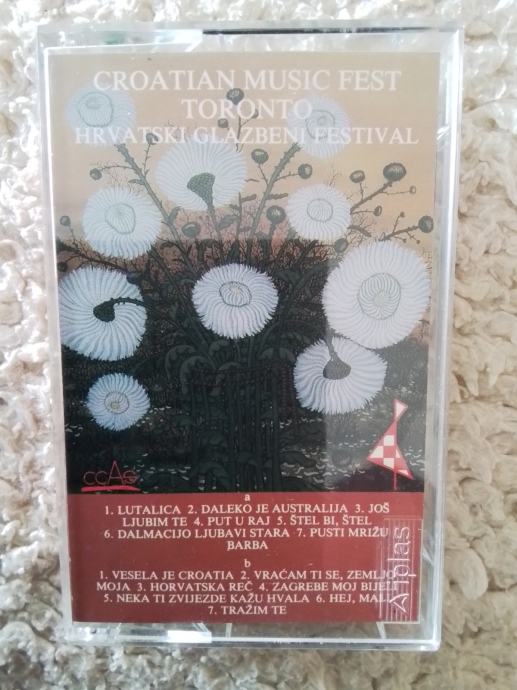 CROATIAN MUSIC FEST
TORONTO
HRVATSKI GLAZBENI FESTIVAL
CCAS
a
1. LUTALICA 2. DALEKO JE AUSTRALIJA 3. JOŠ
LJUBIM TE 4. PUT U RAJ 5. ŠTEL BI, ŠTEL
6. DALMACIJO LJUBAVI STARA 7. PUSTI MRIŽU
BARBA
b
1. VESELA JE CROATIA 2. VRAĆAM TI SE, ZEMLJO
MOJA 3. HORVATSKA REČ 4. ZAGREBE MOJ BIJELI
5. NEKA TI ZVIJEZDE KAŽU HVALA 6. HEJ, MALA
7. TRAŽIM TE